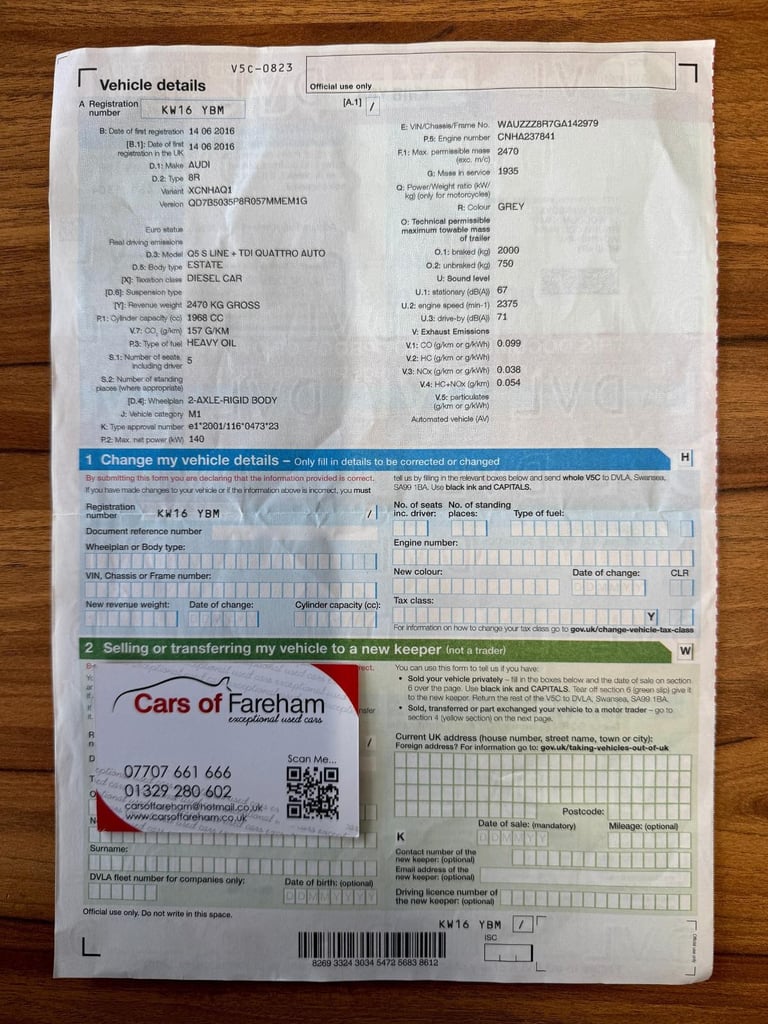 V5C-0823
Vehicle details
Official use only
A Registration number KW16 YBM
[A.1] /
B: Date of first registration 14 06 2016
[B.1]: Date of first registration in the UK 14 06 2016
D.1: Make AUDI
D.2: Type 8R
Variant XCNHAQ1
Version QD7B5035P8R057MMEM1G
Euro status
Real driving emissions
D.3: Model Q5 S LINE + TDI QUATTRO AUTO
D.5: Body type ESTATE
[X]: Taxation class DIESEL CAR
[D.6]: Suspension type
[Y]: Revenue weight 2470 KG GROSS
P.1: Cylinder capacity (cc) 1968 CC
V.7: CO₂ (g/km) 157 G/KM
P.3: Type of fuel HEAVY OIL
S.1: Number of seats, including driver 5
S.2: Number of standing places (where appropriate)
[D.4]: Wheelplan 2-AXLE-RIGID BODY
J: Vehicle category M1
K: Type approval number e1*2001/116*0473*23
P.2: Max. net power (kW) 140
E: VIN/Chassis/Frame No. WAUZZZ8R7GA142979
P.5: Engine number CNHA237841
F.1: Max. permissible mass (exc. m/c) 2470
G: Mass in service 1935
Q: Power/Weight ratio (kW/kg) (only for motorcycles)
R: Colour GREY
O: Technical permissible maximum towable mass of trailer
O.1: braked (kg) 2000
O.2: unbraked (kg) 750
U: Sound level
U.1: stationary (dB(A)) 67
U.2: engine speed (min-1) 2375
U.3: drive-by (dB(A)) 71
V: Exhaust Emissions
V.1: CO (g/km or g/kWh) 0.099
V.2: HC (g/km or g/kWh)
V.3: NOx (g/km or g/kWh) 0.038
V.4: HC+NOx (g/km) 0.054
V.5: particulates (g/km or g/kWh)
Automated vehicle (AV)
1 Change my vehicle details – Only fill in details to be corrected or changed
H
By submitting this form you are declaring that the information provided is correct.
If you have made changes to your vehicle or if the information above is incorrect, you must
tell us by filling in the relevant boxes below and send whole V5C to DVLA, Swansea,
SA99 1BA. Use black ink and CAPITALS.
Registration number KW16 YBM /
Document reference number
Wheelplan or Body type:
VIN, Chassis or Frame number:
New revenue weight: Date of change: Cylinder capacity (cc):
No. of seats inc. driver: No. of standing places: Type of fuel:
Engine number:
New colour: Date of change: CLR
DDMMYY
Tax class:
Y
For information on how to change your tax class go to gov.uk/change-vehicle-tax-class
2 Selling or transferring my vehicle to a new keeper (not a trader)
W
Cars of Fareham
exceptional used cars
Scan Me...
07707 661 666
01329 280 602
carsoffareham@hotmail.co.uk
www.carsoffareham.co.uk
/
Surname:
DVLA fleet number for companies only:
Date of birth: (optional)
DDMMYYYY
You can use this form to tell us if you have:
• Sold your vehicle privately – fill in the boxes below and the date of sale on section
6 over the page. Use black ink and CAPITALS. Tear off section 6 (green slip) give it
to the new keeper. Return the rest of the V5C to DVLA, Swansea, SA99 1BA.
• Sold, transferred or part exchanged your vehicle to a motor trader – go to
section 4 (yellow section) on the next page.
Current UK address (house number, street name, town or city):
Foreign address? For information go to: gov.uk/taking-vehicles-out-of-uk
Postcode:
Date of sale: (mandatory) Mileage: (optional)
DDMMYY
K
Contact number of the new keeper: (optional)
Email address of the new keeper: (optional)
Driving licence number of the new keeper: (optional)
Official use only. Do not write in this space.
KW16 YBM /
ISC
8269 3324 3034 5472 5683 8612
Official use only